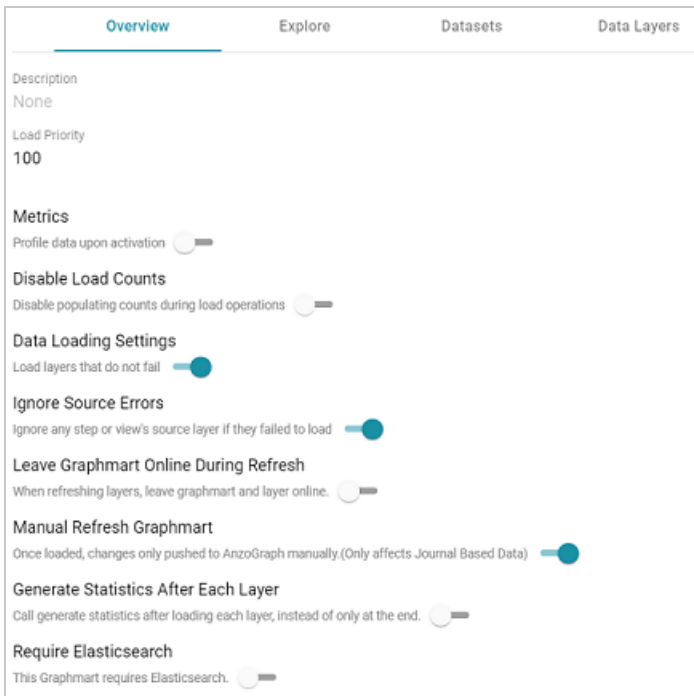 Overview Explore Datasets Data Layers
Description
None
Load Priority
100
Metrics
Profile data upon activation
Disable Load Counts
Disable populating counts during load operations
Data Loading Settings
Load layers that do not fail
Ignore Source Errors
Ignore any step or view's source layer if they failed to load
Leave Graphmart Online During Refresh
When refreshing layers, leave graphmart and layer online.
Manual Refresh Graphmart
Once loaded, changes only pushed to AnzoGraph manually.(Only affects Journal Based Data)
Generate Statistics After Each Layer
Call generate statistics after loading each layer, instead of only at the end.
Require Elasticsearch
This Graphmart requires Elasticsearch.